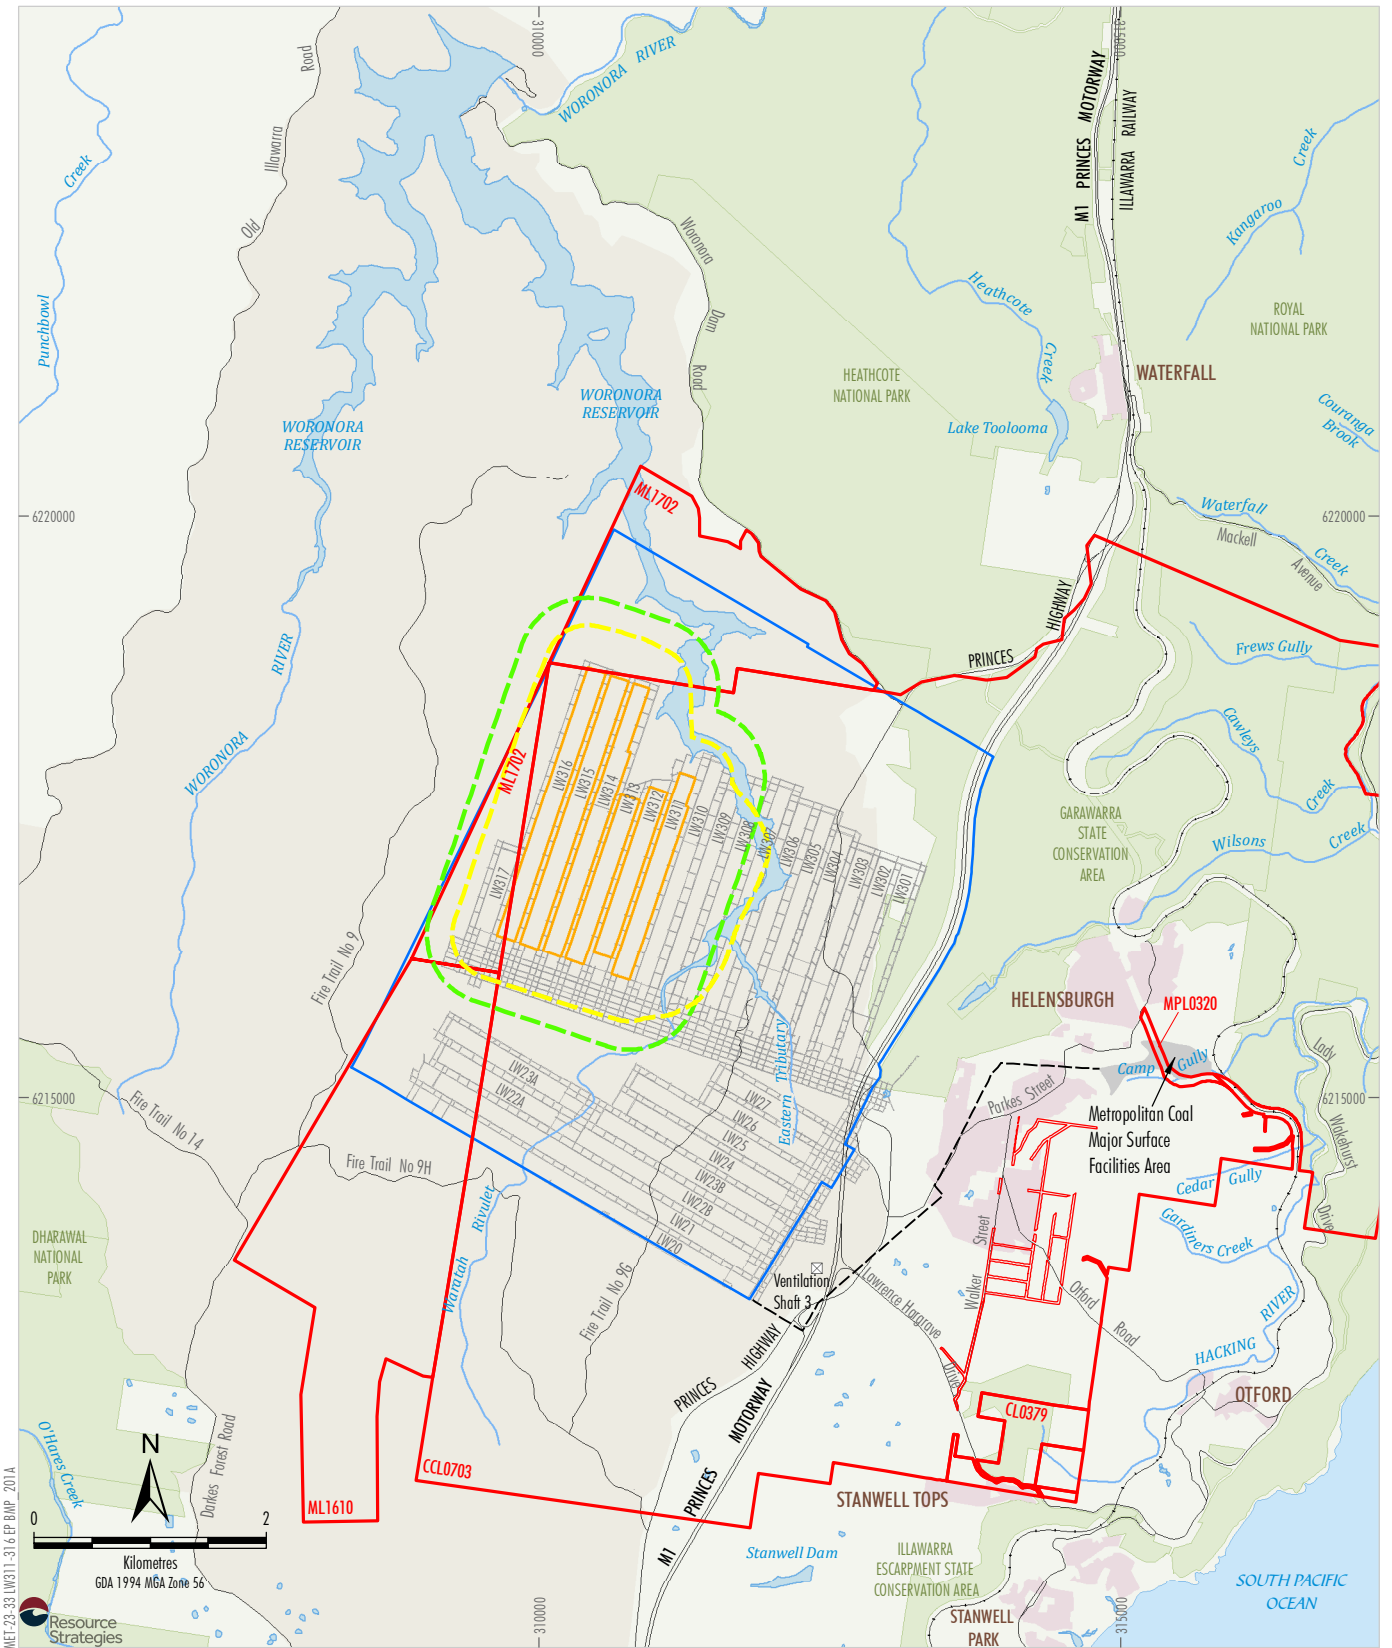 310000
315000
WORONORA RIVER
M1 PRINCES MOTORWAY
ILLAWARRA RAILWAY
Old Illawarra Road
Punchbowl Creek
Woronora Dam Road
Kangaroo Creek
ROYAL
NATIONAL PARK
Heathcote Creek
HEATHCOTE
NATIONAL PARK
WATERFALL
WORONORA
RESERVOIR
WORONORA
RESERVOIR
Lake Toolooma
Couranga
Brook
ML1702
6220000
6220000
Waterfall Creek
Mackell Avenue
PRINCES HIGHWAY
WORONORA RIVER
Frews Gully
Cawleys Creek
Wilsons Creek
GARAWARRA
STATE
CONSERVATION
AREA
ML1702
LW316
LW315
LW314
LW313
LW312
LW311
LW310
LW309
LW308
LW307
LW306
LW305
LW304
LW303
LW302
LW301
LW317
Fire Trail No 9
HELENSBURGH
MPL0320
Camp Gully
Lady Wakehurst Drive
6215000
6215000
Eastern Tributary
Parkes Street
Metropolitan Coal
Major Surface
Facilities Area
LW23A
LW22A
LW27
LW26
LW25
LW24
LW23B
LW22B
LW21
LW20
Fire Trail No 14
Fire Trail No 9H
Cedar Gully
Gardiners Creek
Waratah Rivulet
Fire Trail No 9G
DHARAWAL
NATIONAL
PARK
Ventilation
Shaft 3
Lawrence Hargrave Drive
Walker Street
Otford Road
HACKING RIVER
PRINCES HIGHWAY
M1 PRINCES MOTORWAY
OTFORD
CL0379
CCL0703
ML1610
STANWELL TOPS
O'Hares Creek
Darkes Forest Road
N
0 2
Kilometres
GDA 1994 MGA Zone 56
Stanwell Dam
ILLAWARRA
ESCARPMENT STATE
CONSERVATION AREA
STANWELL
PARK
SOUTH PACIFIC
OCEAN
310000
315000
Resource
Strategies
MET-23-33 LW311-316 EP BMP_201A